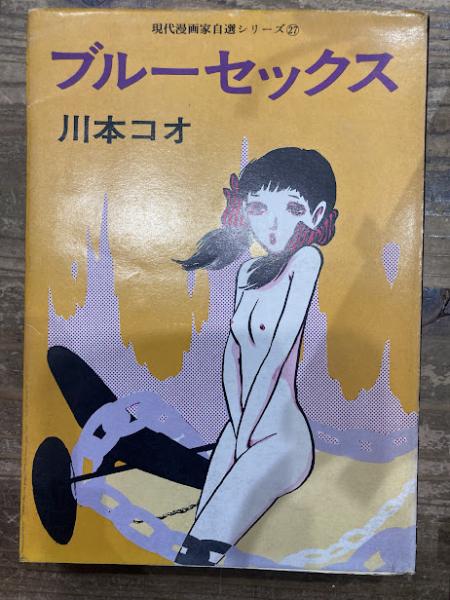 現代漫画家自選シリーズ㉗
ブルーセックス
川本コオ